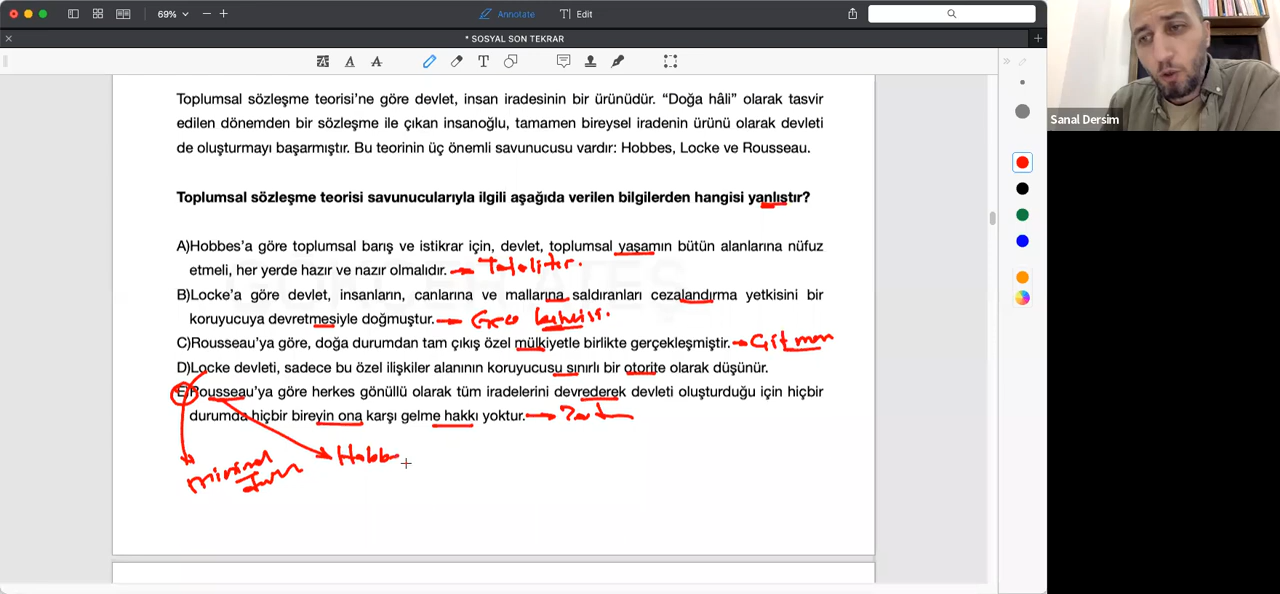 69%
Annotate
Edit
* SOSYAL SON TEKRAR
Sanal Dersim
Toplumsal sözleşme teorisi’ne göre devlet, insan iradesinin bir ürünüdür. “Doğa hâli” olarak tasvir
edilen dönemden bir sözleşme ile çıkan insanoğlu, tamamen bireysel iradenin ürünü olarak devleti
de oluşturmayı başarmıştır. Bu teorinin üç önemli savunucusu vardır: Hobbes, Locke ve Rousseau.
Toplumsal sözleşme teorisi savunucularıyla ilgili aşağıda verilen bilgilerden hangisi yanlıştır?
A)Hobbes’a göre toplumsal barış ve istikrar için, devlet, toplumsal yaşamın bütün alanlarına nüfuz
etmeli, her yerde hazır ve nazır olmalıdır. Totaliter.
B)Locke’a göre devlet, insanların, canlarına ve mallarına saldıranları cezalandırma yetkisini bir
koruyucuya devretmesiyle doğmuştur. Gece bekçisi.
C)Rousseau’ya göre, doğa durumdan tam çıkış özel mülkiyetle birlikte gerçekleşmiştir.
D)Locke devleti, sadece bu özel ilişkiler alanının koruyucusu sınırlı bir otorite olarak düşünür.
E)Rousseau’ya göre herkes gönüllü olarak tüm iradelerini devrederek devleti oluşturduğu için hiçbir
durumda hiçbir bireyin ona karşı gelme hakkı yoktur.
minimal
Hobb